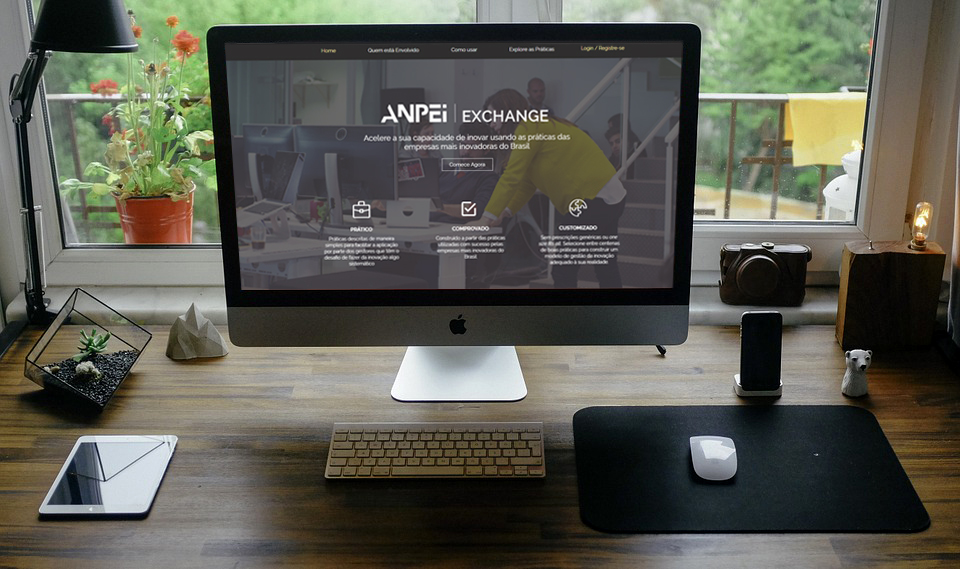 Home Quem está Envolvido Como usar Explore as Práticas Login / Registre-se
ANPEi EXCHANGE
Acelere a sua capacidade de inovar usando as práticas das
empresas mais inovadoras do Brasil
Comece Agora
PRÁTICO
Práticas descritas de maneira
simples para facilitar a aplicação
por parte dos gestores que têm o
desafio de fazer da inovação algo
sistemático
COMPROVADO
Construído a partir das práticas
utilizadas com sucesso pelas
empresas mais inovadoras do
Brasil
CUSTOMIZADO
Sem prescrições genéricas ou one
size fits all. Selecione entre centenas
de boas práticas para construir um
modelo de gestão da inovação
adequado à sua realidade